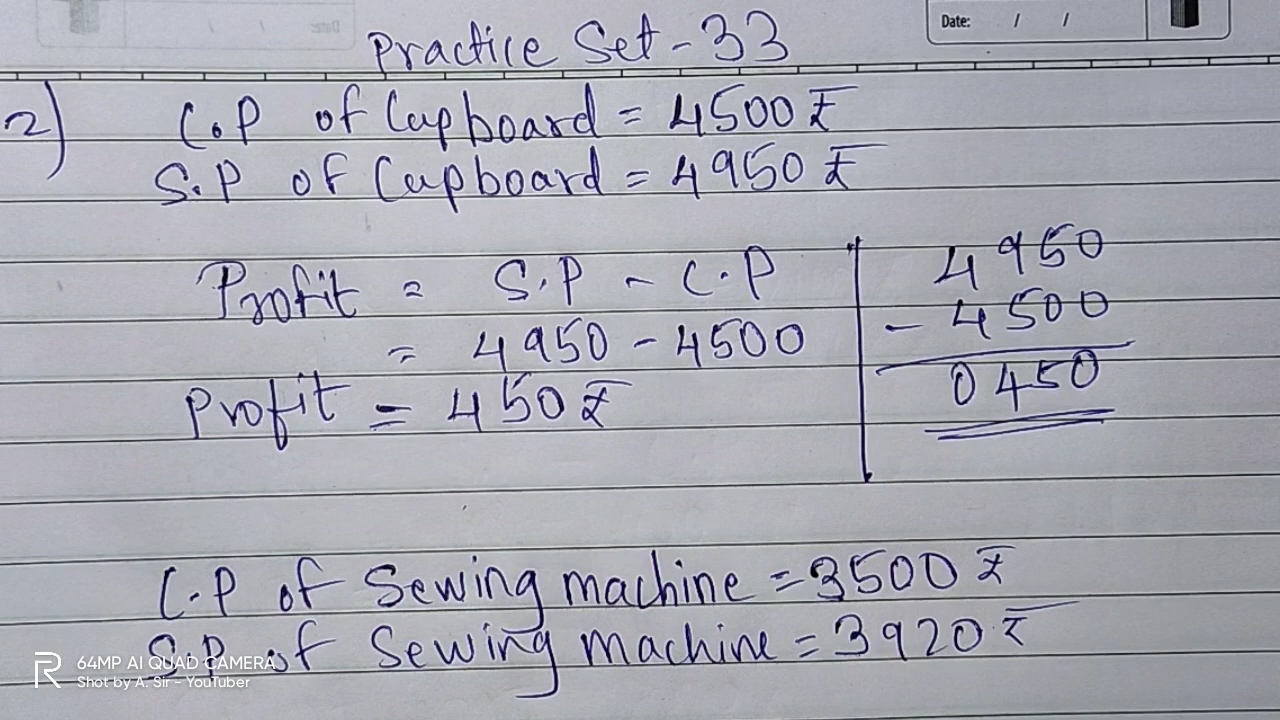 Date: / /
Practice Set - 33
2) C.P of Cupboard = 4500 ₹
S.P of Cupboard = 4950 ₹
Profit = S.P - C.P
= 4950 - 4500
Profit = 450 ₹
4950
- 4500
0450
C.P of Sewing machine = 3500 ₹
S.P of Sewing machine = 3920 ₹
64MP AI QUAD CAMERA
Shot by A. Sir - YouTuber